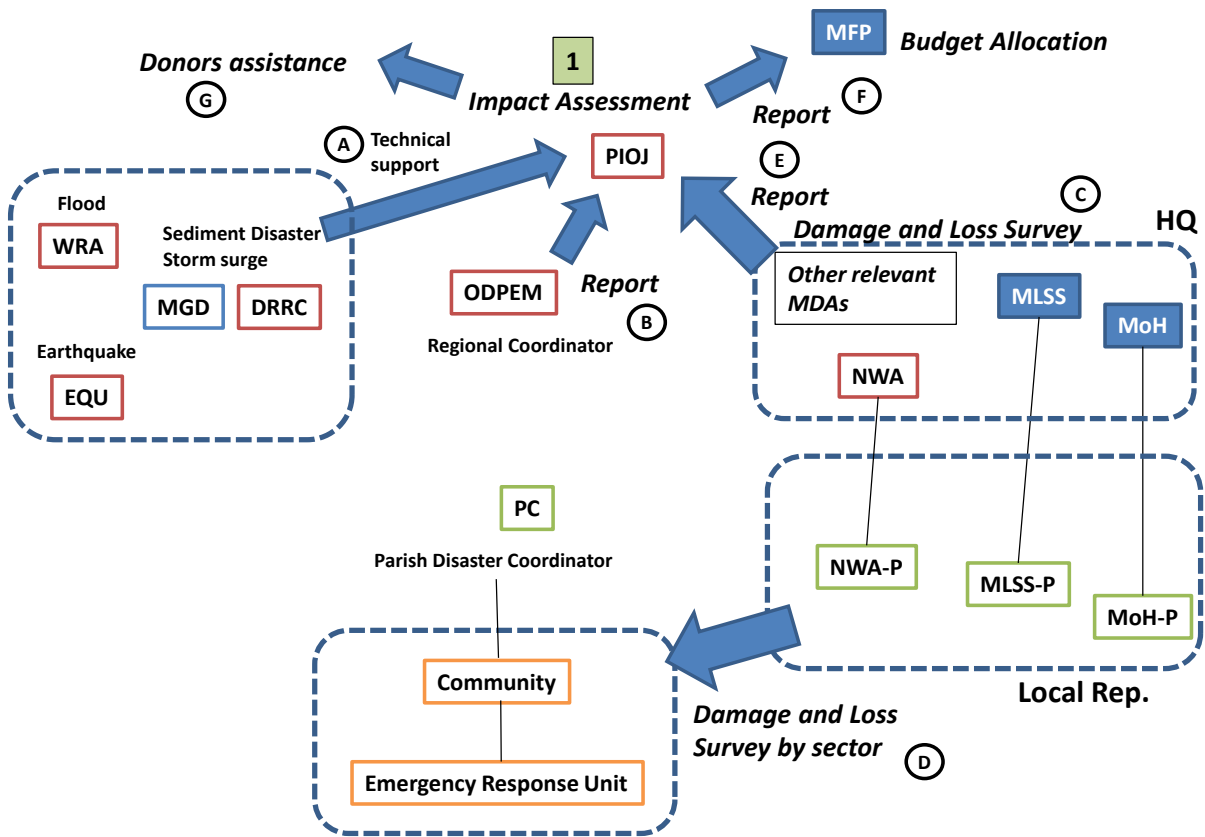 MFP
Budget Allocation
Donors assistance
G
1
Impact Assessment
F
Report
A
Technical
support
PIOJ
E
Report
C
Damage and Loss Survey
HQ
Flood
WRA
Sediment Disaster
Storm surge
MGD
DRRC
Earthquake
EQU
ODPEM
Report
B
Regional Coordinator
Other relevant
MDAs
MLSS
MoH
NWA
PC
Parish Disaster Coordinator
NWA-P
MLSS-P
MoH-P
Local Rep.
Community
Emergency Response Unit
Damage and Loss
Survey by sector
D